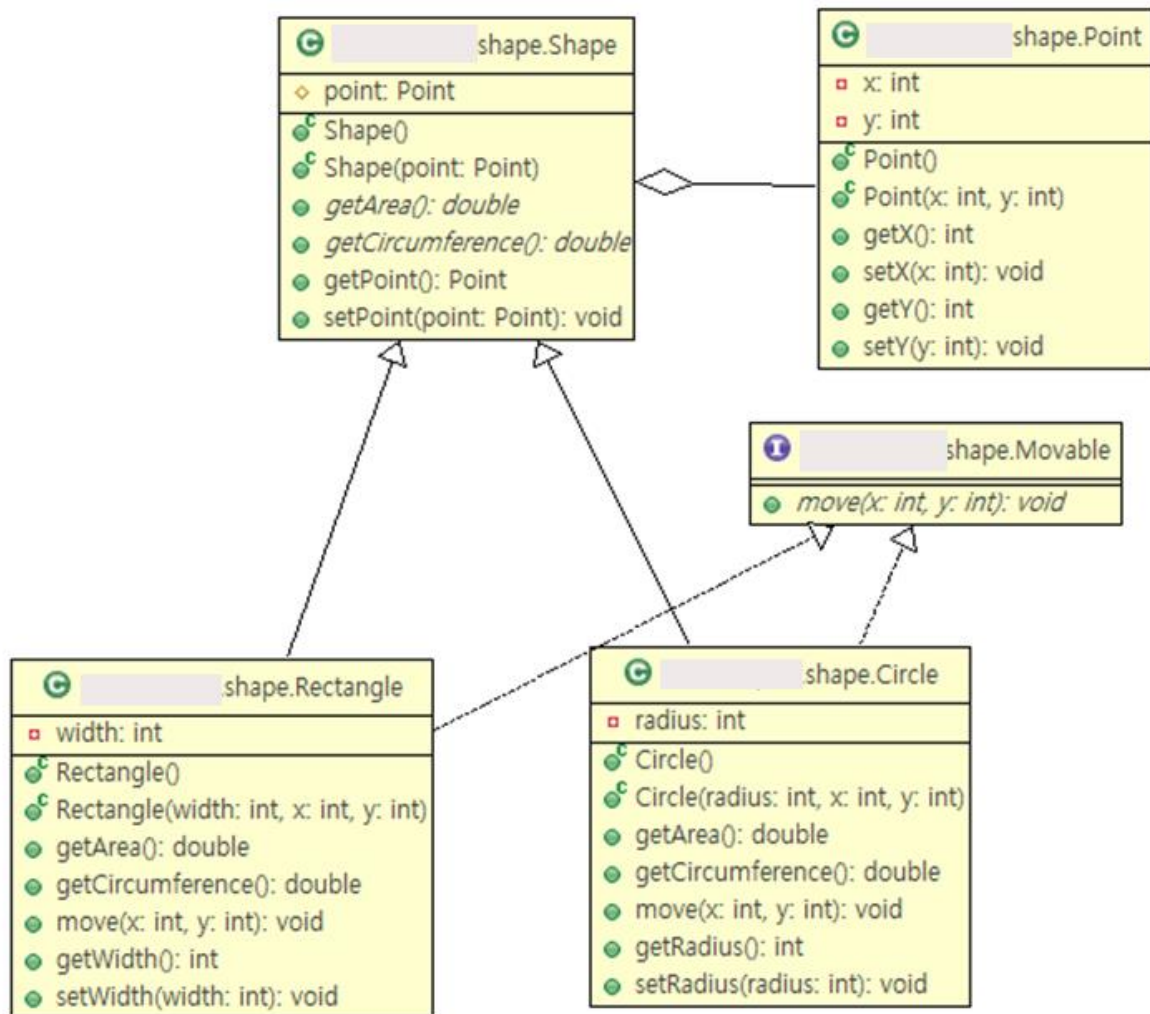 shape.Shape
point: Point
Shape()
Shape(point: Point)
getArea(): double
getCircumference(): double
getPoint(): Point
setPoint(point: Point): void
shape.Point
x: int
y: int
Point()
Point(x: int, y: int)
getX(): int
setX(x: int): void
getY(): int
setY(y: int): void
shape.Movable
move(x: int, y: int): void
.shape.Rectangle
width: int
Rectangle()
Rectangle(width: int, x: int, y: int)
getArea(): double
getCircumference(): double
move(x: int, y: int): void
getWidth(): int
setWidth(width: int): void
.shape.Circle
radius: int
Circle()
Circle(radius: int, x: int, y: int)
getArea(): double
getCircumference(): double
move(x: int, y: int): void
getRadius(): int
setRadius(radius: int): void